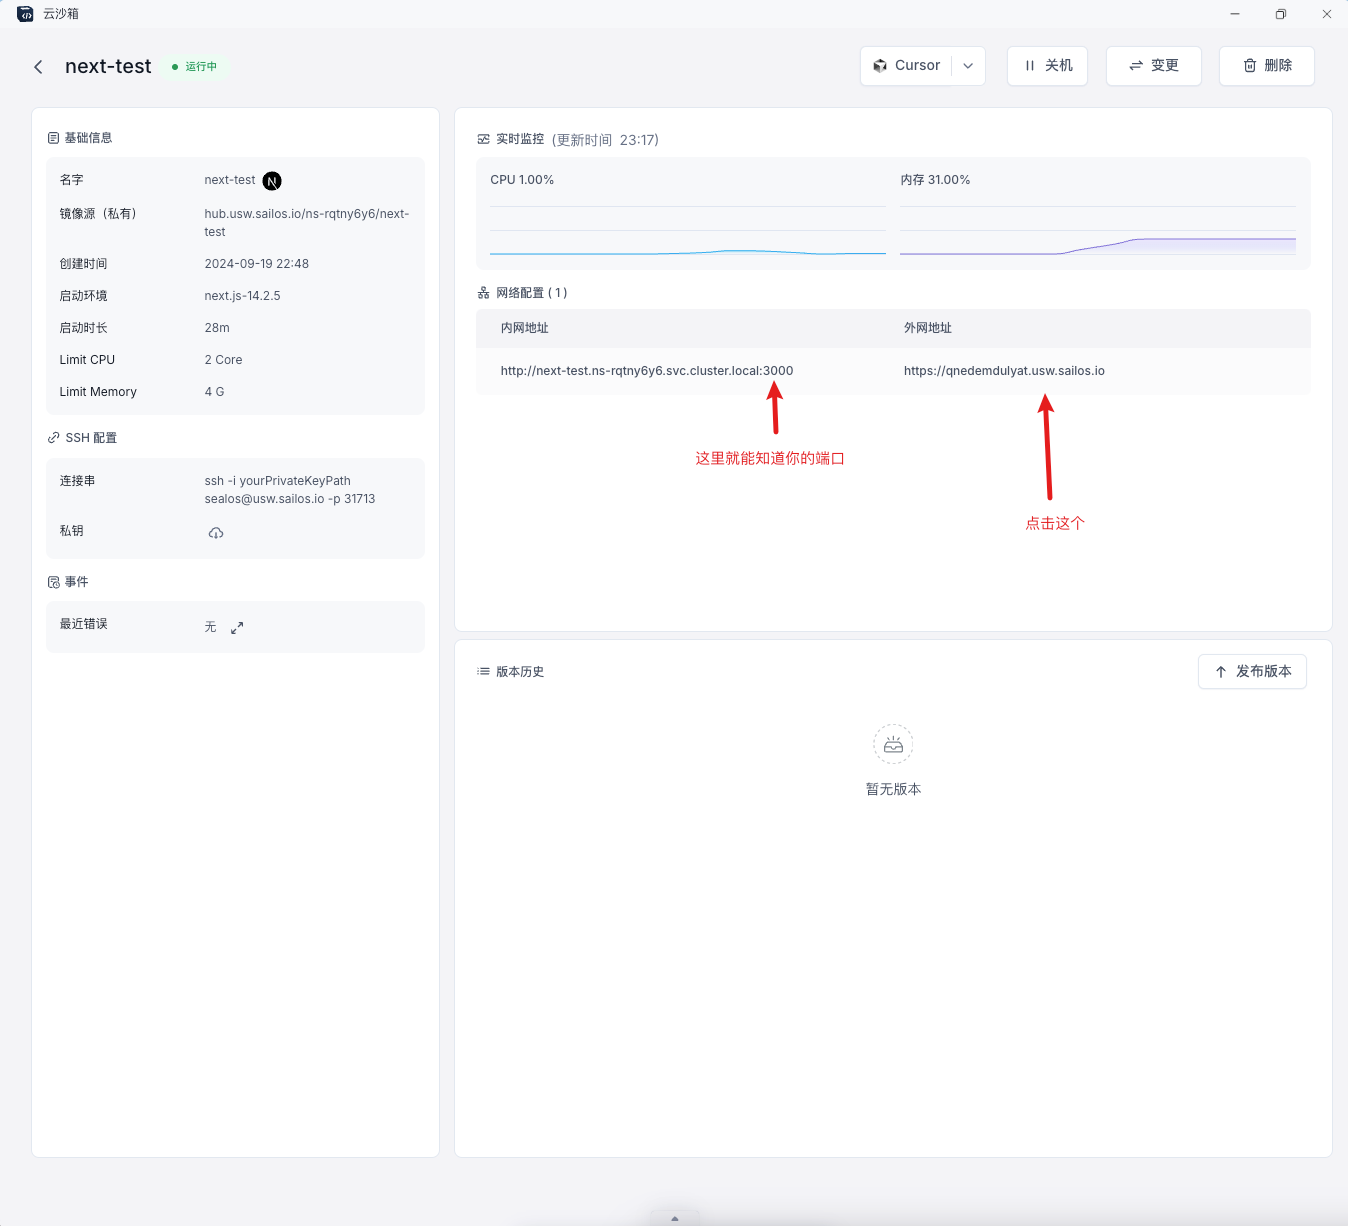 云沙箱
next-test
运行中
Cursor
关机
变更
删除
基础信息
名字
next-test
N
镜像源（私有）
hub.usw.sailos.io/ns-rqtny6y6/next-
test
创建时间
2024-09-19 22:48
启动环境
next.js-14.2.5
启动时长
28m
Limit CPU
2 Core
Limit Memory
4 G
SSH 配置
连接串
ssh -i yourPrivateKeyPath
sealos@usw.sailos.io -p 31713
私钥
事件
最近错误
无
实时监控 (更新时间 23:17)
CPU 1.00%
内存 31.00%
网络配置 ( 1 )
内网地址
外网地址
http://next-test.ns-rqtny6y6.svc.cluster.local:3000
https://qnedemdulyat.usw.sailos.io
这里就能知道你的端口
点击这个
版本历史
发布版本
暂无版本